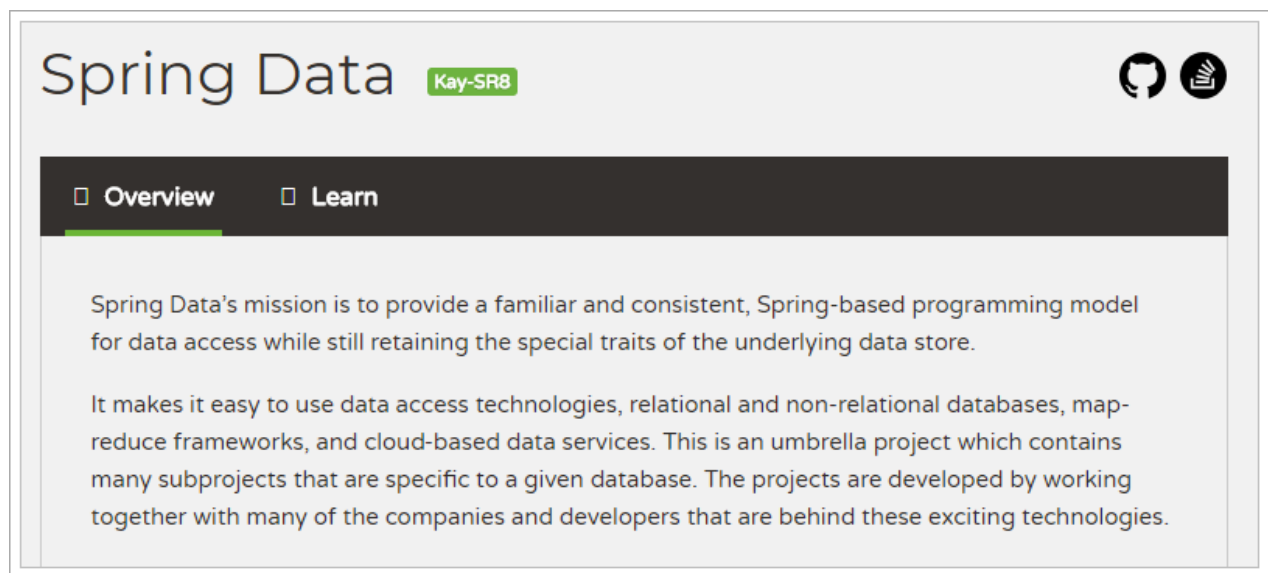 Spring Data Kay-SR8
Overview Learn
Spring Data’s mission is to provide a familiar and consistent, Spring-based programming model
for data access while still retaining the special traits of the underlying data store.
It makes it easy to use data access technologies, relational and non-relational databases, map-
reduce frameworks, and cloud-based data services. This is an umbrella project which contains
many subprojects that are specific to a given database. The projects are developed by working
together with many of the companies and developers that are behind these exciting technologies.